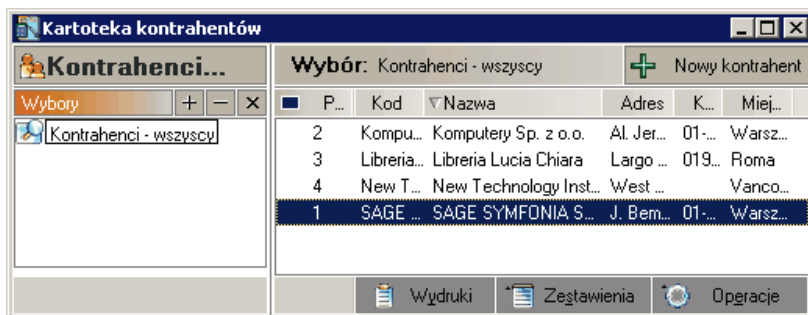 Kartoteka kontrahentów
Kontrahenci...
Wybór: Kontrahenci - wszyscy
Nowy kontrahent
Wybory
Kontrahenci - wszyscy
P... Kod Nazwa Adres K... Miej...
2 Kompu... Komputery Sp. z o.o. Al. Jer... 01-... Warsz...
3 Libreria... Libreria Lucia Chiara Largo ... 019... Roma
4 New T... New Technology Inst... West ... Vanco...
1 SAGE ... SAGE SYMFONIA S... J. Bem... 01-... Warsz...
Wydruki Zestawienia Operacje